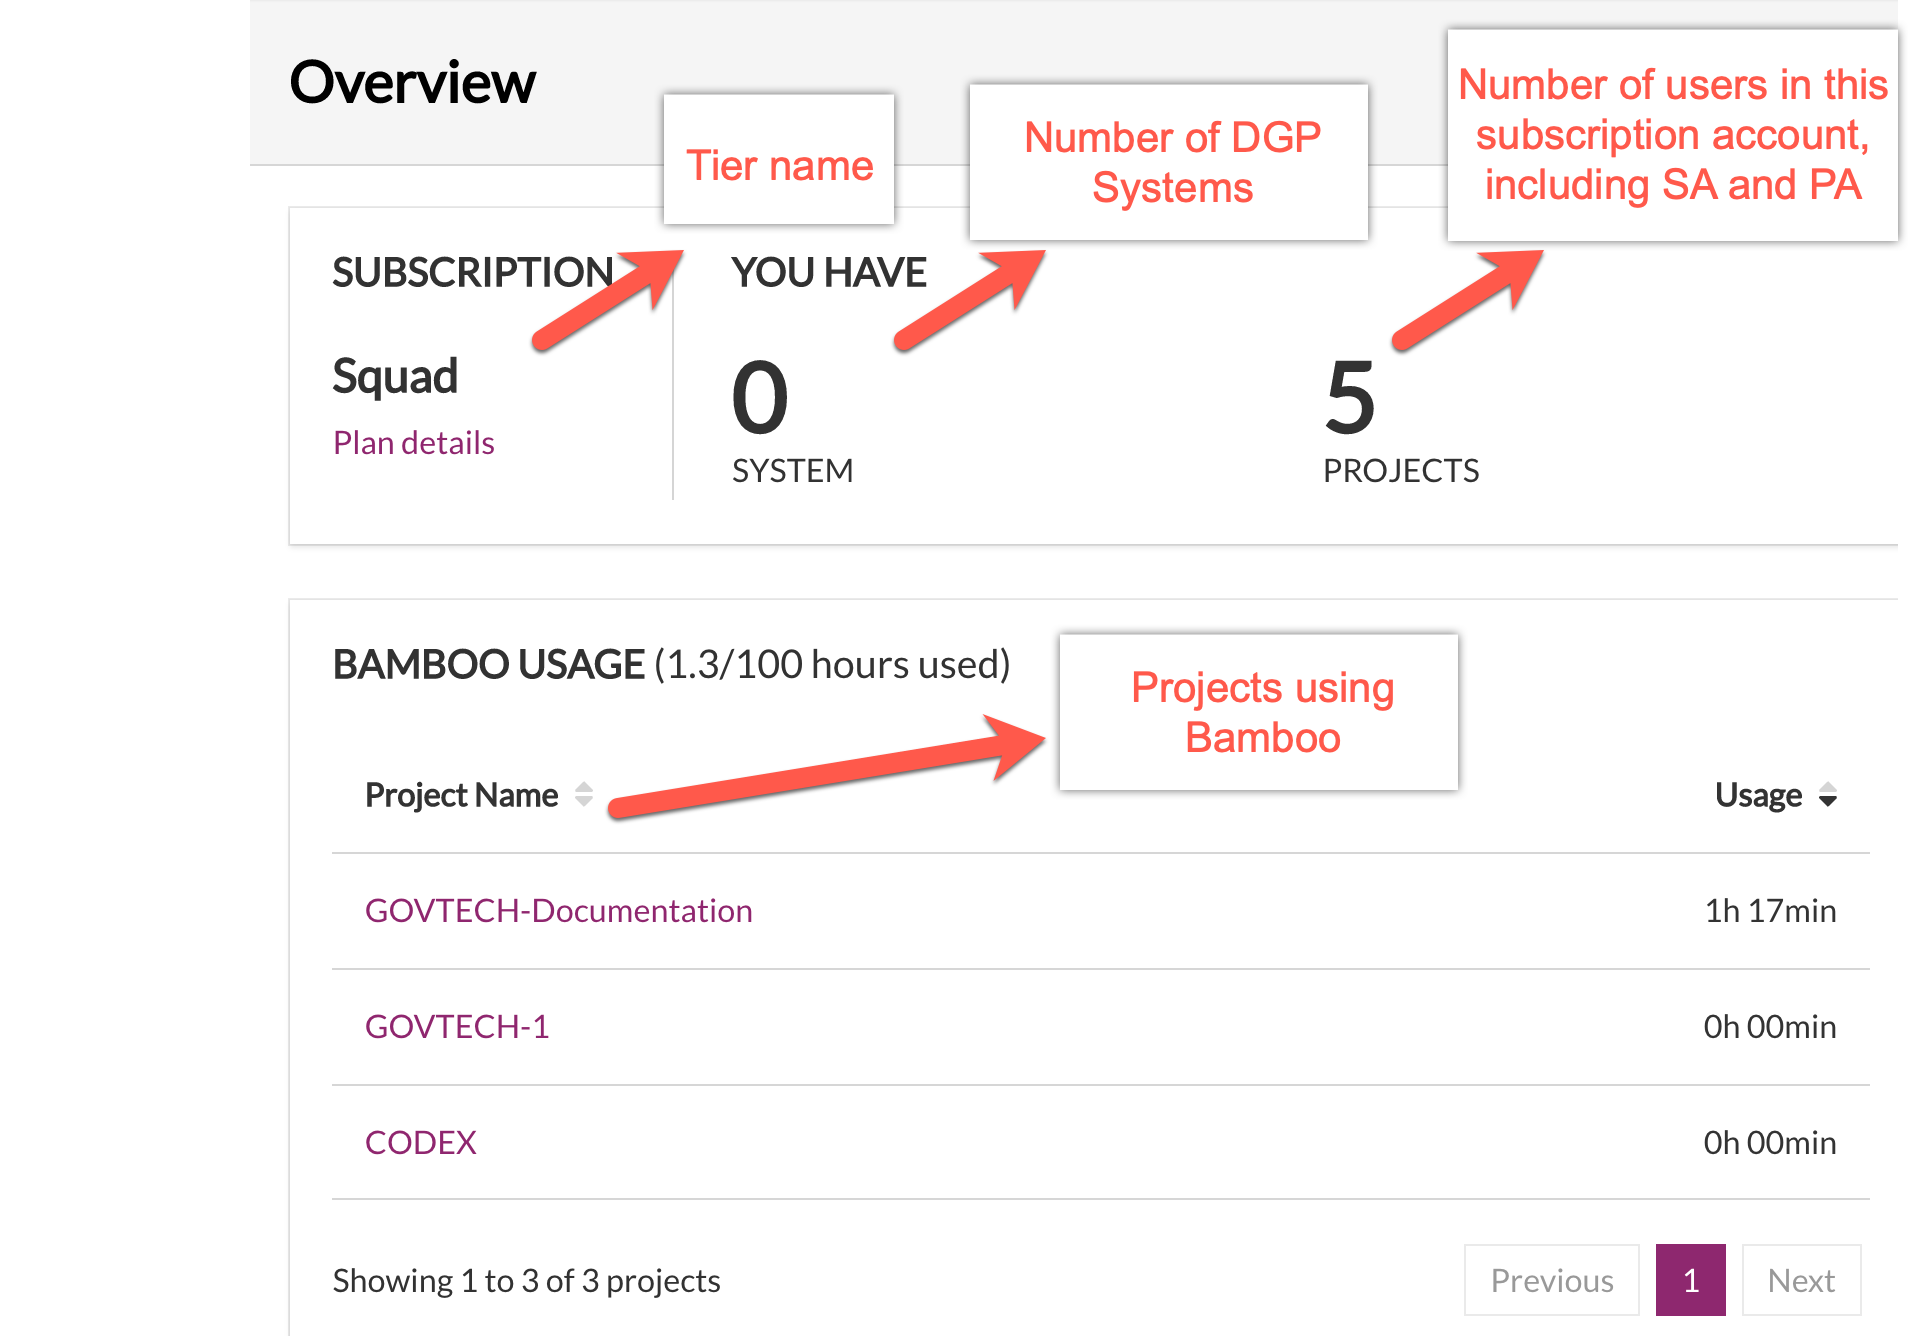 Overview
Tier name
Number of DGP
Systems
Number of users in this
subscription account,
including SA and PA
SUBSCRIPTION
YOU HAVE
Squad
Plan details
0
SYSTEM
5
PROJECTS
BAMBOO USAGE (1.3/100 hours used)
Projects using
Bamboo
Project Name
Usage
GOVTECH-Documentation
1h 17min
GOVTECH-1
0h 00min
CODEX
0h 00min
Showing 1 to 3 of 3 projects
Previous
1
Next